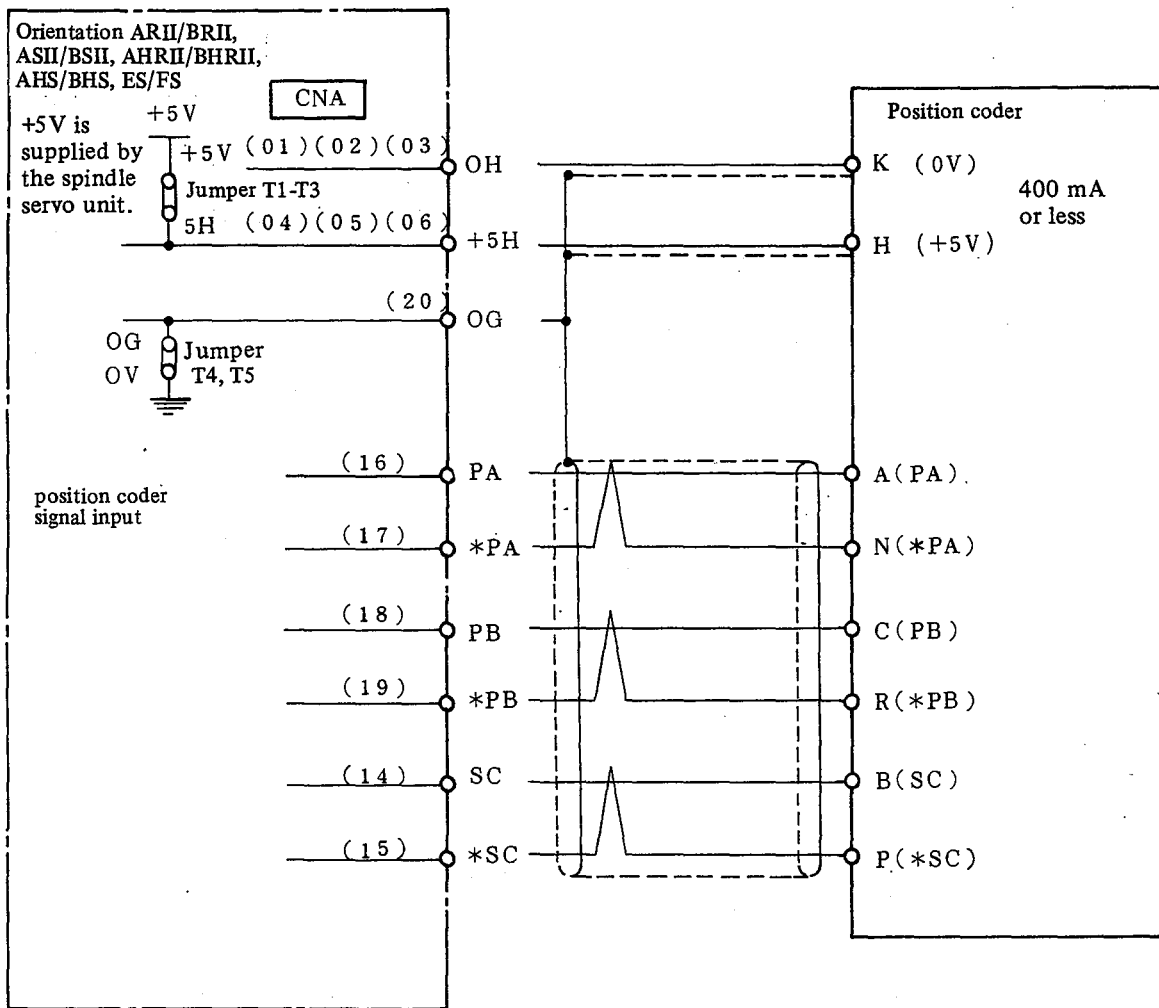 Orientation ARII/BRII,
ASII/BSII, AHRII/BHRII,
AHS/BHS, ES/FS
CNA
+5V
+5V is
supplied by
the spindle
servo unit.
+5V (01)(02)(03)
OH
Jumper T1-T3
5H (04)(05)(06)
+5H
(20)
OG
OG
OV
Jumper
T4, T5
position coder
signal input
(16) PA
(17) *PA
(18) PB
(19) *PB
(14) SC
(15) *SC
Position coder
K (0V)
400 mA
or less
H (+5V)
A(PA)
N(*PA)
C(PB)
R(*PB)
B(SC)
P(*SC)